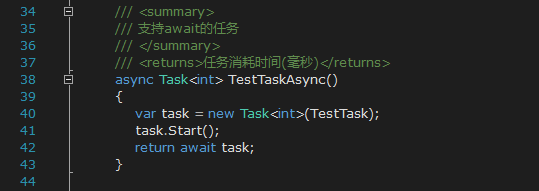 34 /// <summary>
35 /// 支持await的任务
36 /// </summary>
37 /// <returns>任务消耗时间(毫秒)</returns>
38 async Task<int> TestTaskAsync()
39 {
40 var task = new Task<int>(TestTask);
41 task.Start();
42 return await task;
43 }
44